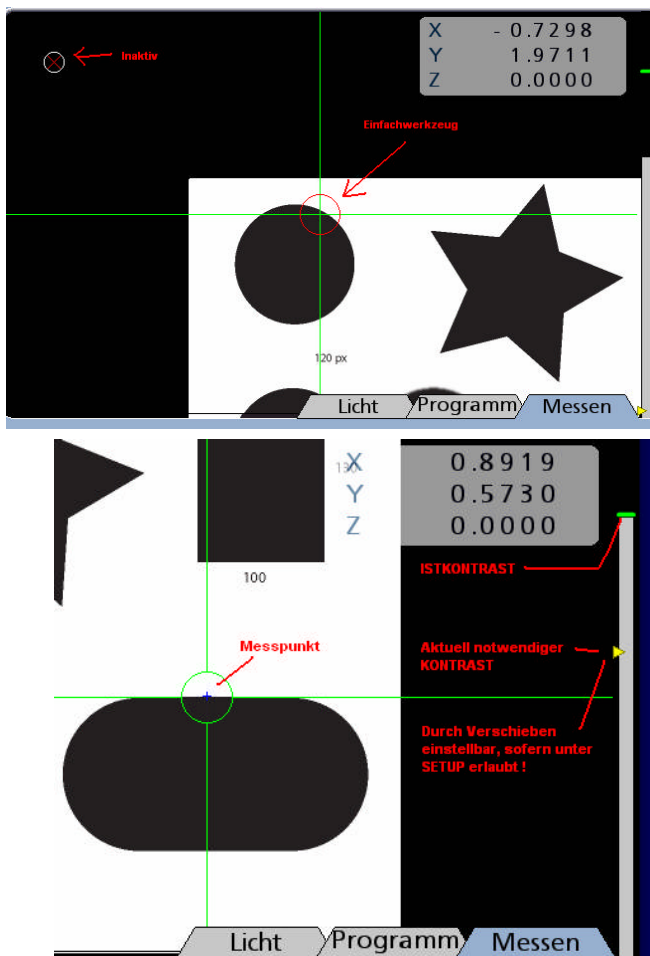 Inaktiv
X - 0.7298
Y 1.9711
Z 0.0000
Einfachwerkzeug
120 px
Licht Programm Messen
130
X 0.8919
Y 0.5730
Z 0.0000
100
ISTKONTRAST
Messpunkt
Aktuell notwendiger
KONTRAST
Durch Verschieben
einstellbar, sofern unter
SETUP erlaubt !
Licht Programm Messen